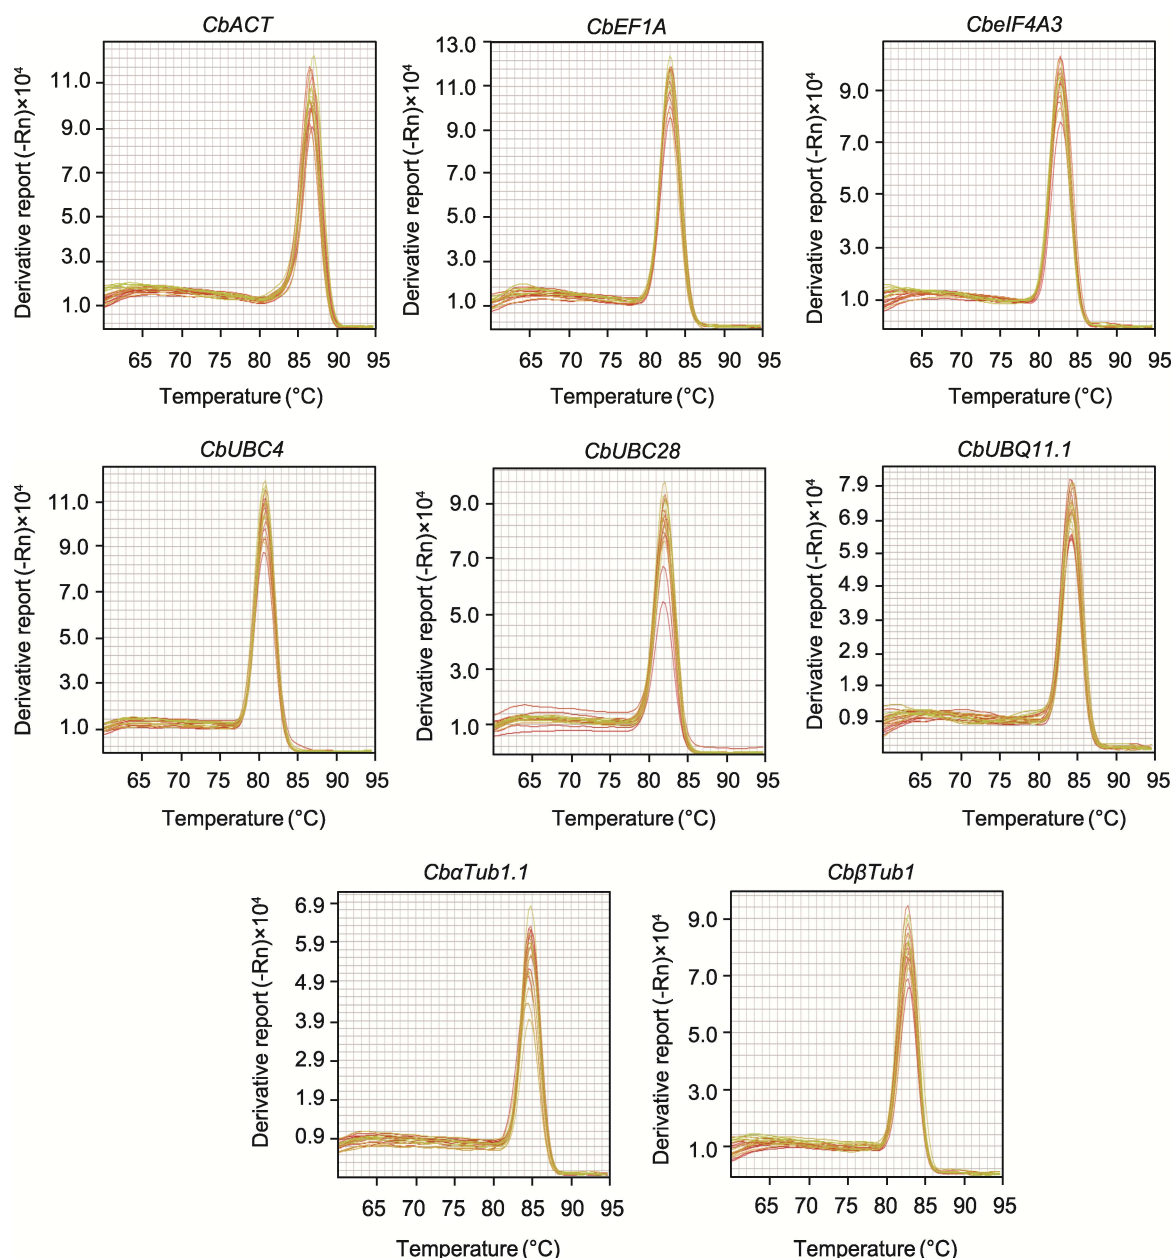 CbACT
CbEF1A
CbeIF4A3
Derivative report (-Rn)×10⁴
11.0
9.0
7.0
5.0
3.0
1.0
65 70 75 80 85 90 95
Temperature (°C)
Derivative report (-Rn)×10⁴
13.0
11.0
9.0
7.0
5.0
3.0
1.0
65 70 75 80 85 90 95
Temperature (°C)
Derivative report (-Rn)×10⁴
9.0
7.0
5.0
3.0
1.0
65 70 75 80 85 90 95
Temperature (°C)
CbUBC4
CbUBC28
CbUBQ11.1
Derivative report (-Rn)×10⁴
11.0
9.0
7.0
5.0
3.0
1.0
65 70 75 80 85 90 95
Temperature (°C)
Derivative report (-Rn)×10⁴
9.0
7.0
5.0
3.0
1.0
65 70 75 80 85 90 95
Temperature (°C)
Derivative report (-Rn)×10⁴
7.9
6.9
5.9
4.9
3.9
2.9
1.9
0.9
65 70 75 80 85 90 95
Temperature (°C)
CbαTub1.1
CbβTub1
Derivative report (-Rn)×10⁴
6.9
5.9
4.9
3.9
2.9
1.9
0.9
65 70 75 80 85 90 95
Temperature (°C)
Derivative report (-Rn)×10⁴
9.0
7.0
5.0
3.0
1.0
65 70 75 80 85 90 95
Temperature (°C)